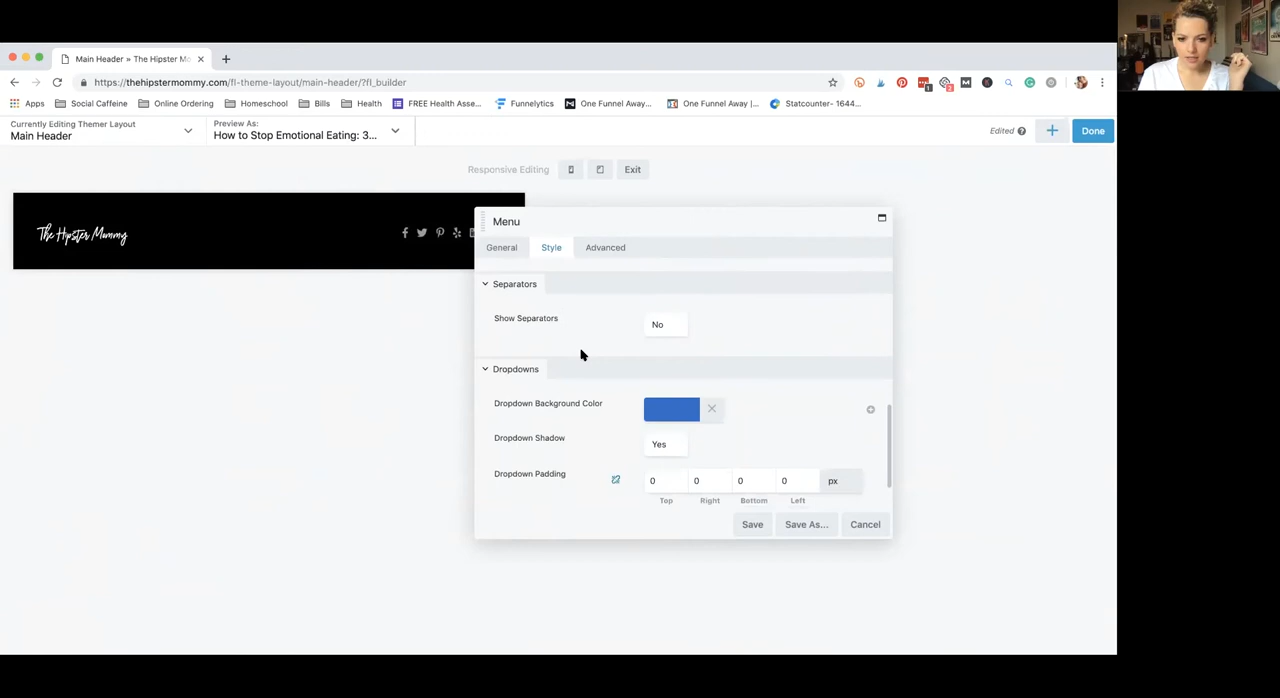 Main Header » The Hipster Mo
https://thehipstermommy.com/fl-theme-layout/main-header/?fl_builder
Apps Social Caffeine Online Ordering Homeschool Bills Health FREE Health Asse... Funnelytics One Funnel Away... One Funnel Away |... Statcounter- 1644...
Currently Editing Themer Layout
Main Header
Preview As:
How to Stop Emotional Eating: 3...
Edited
Done
Responsive Editing Exit
The Hipster Mommy
Menu
General Style Advanced
Separators
Show Separators No
Dropdowns
Dropdown Background Color
Dropdown Shadow Yes
Dropdown Padding 0 0 0 0 px
Top Right Bottom Left
Save Save As... Cancel